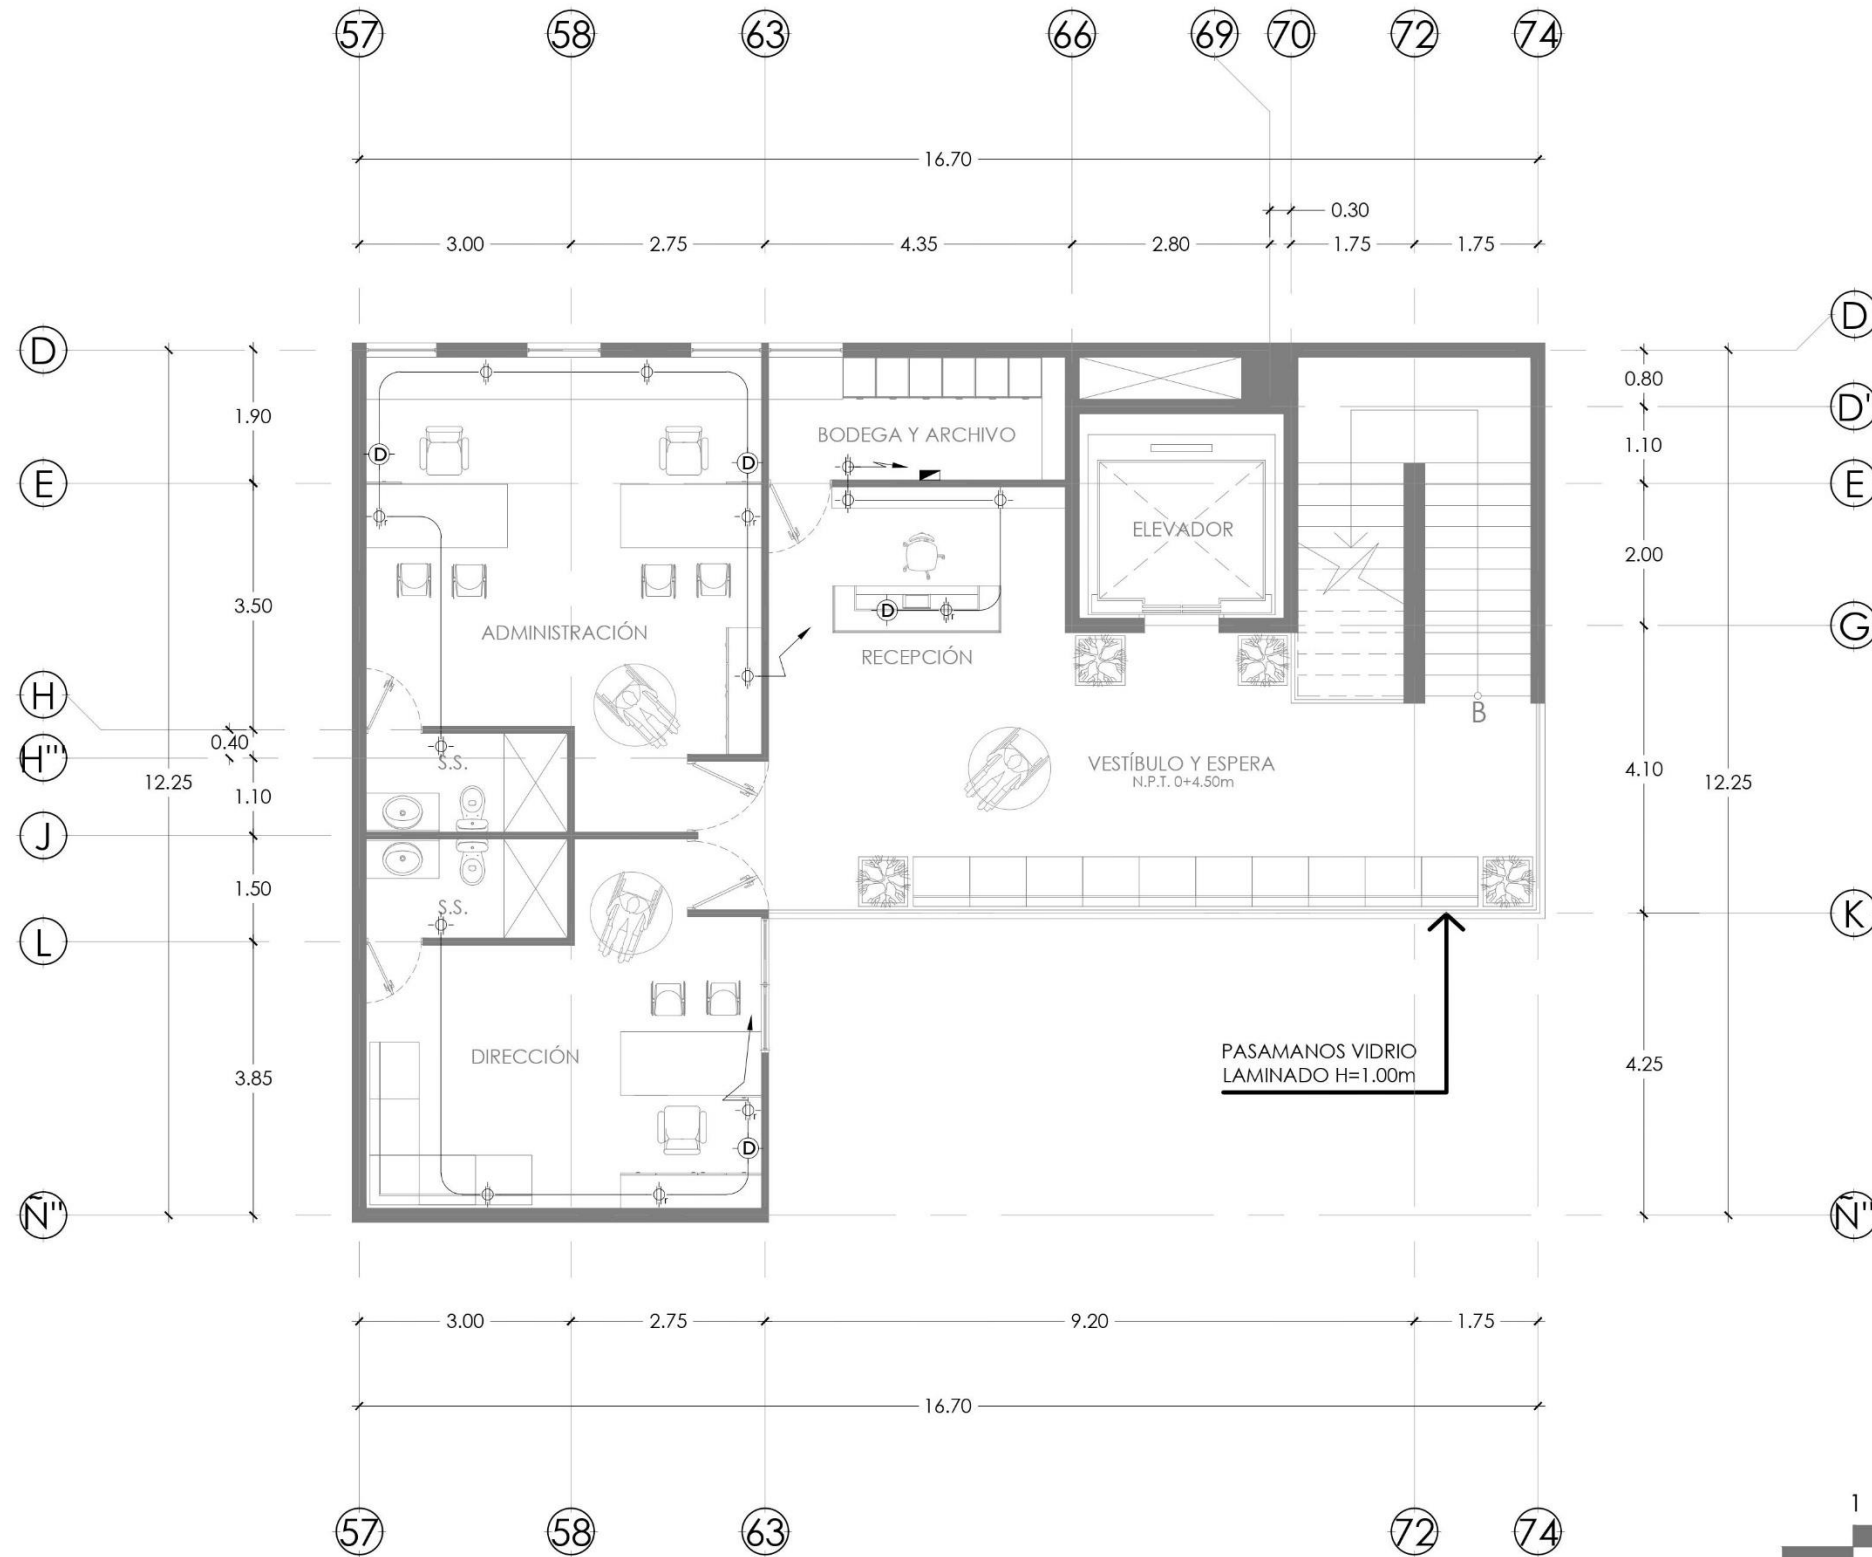 57 58 63 66 69 70 72 74
16.70
0.30
3.00 2.75 4.35 2.80 1.75 1.75
D
D
0.80
D'
1.90
1.10
BODEGA Y ARCHIVO
D
D
E
E
r
r
2.00
ELEVADOR
3.50
D
r
G
ADMINISTRACIÓN
RECEPCIÓN
H
B
0.40
H'''
S.S.
VESTÍBULO Y ESPERA
N.P.T. 0+4.50m
12.25
4.10
12.25
1.10
J
1.50
S.S.
L
K
PASAMANOS VIDRIO
LAMINADO H=1.00m
DIRECCIÓN
3.85
4.25
r
D
r
Ñ"
Ñ"
3.00 2.75 9.20 1.75
16.70
57 58 63 72 74
1